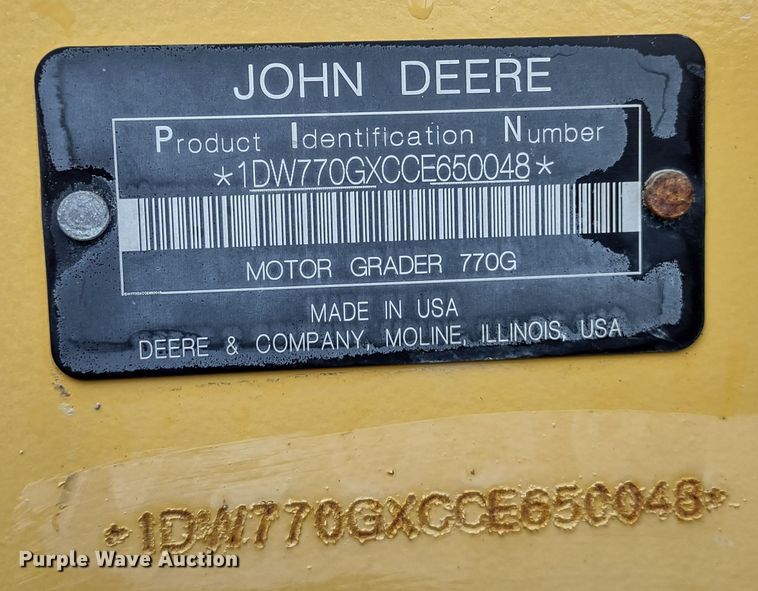 JOHN DEERE
Product Identification Number
*1DW770GXCCE650048*
MOTOR GRADER 770G
MADE IN USA
DEERE & COMPANY, MOLINE, ILLINOIS, USA
*1DW770GXCCE650048*
Purple Wave Auction